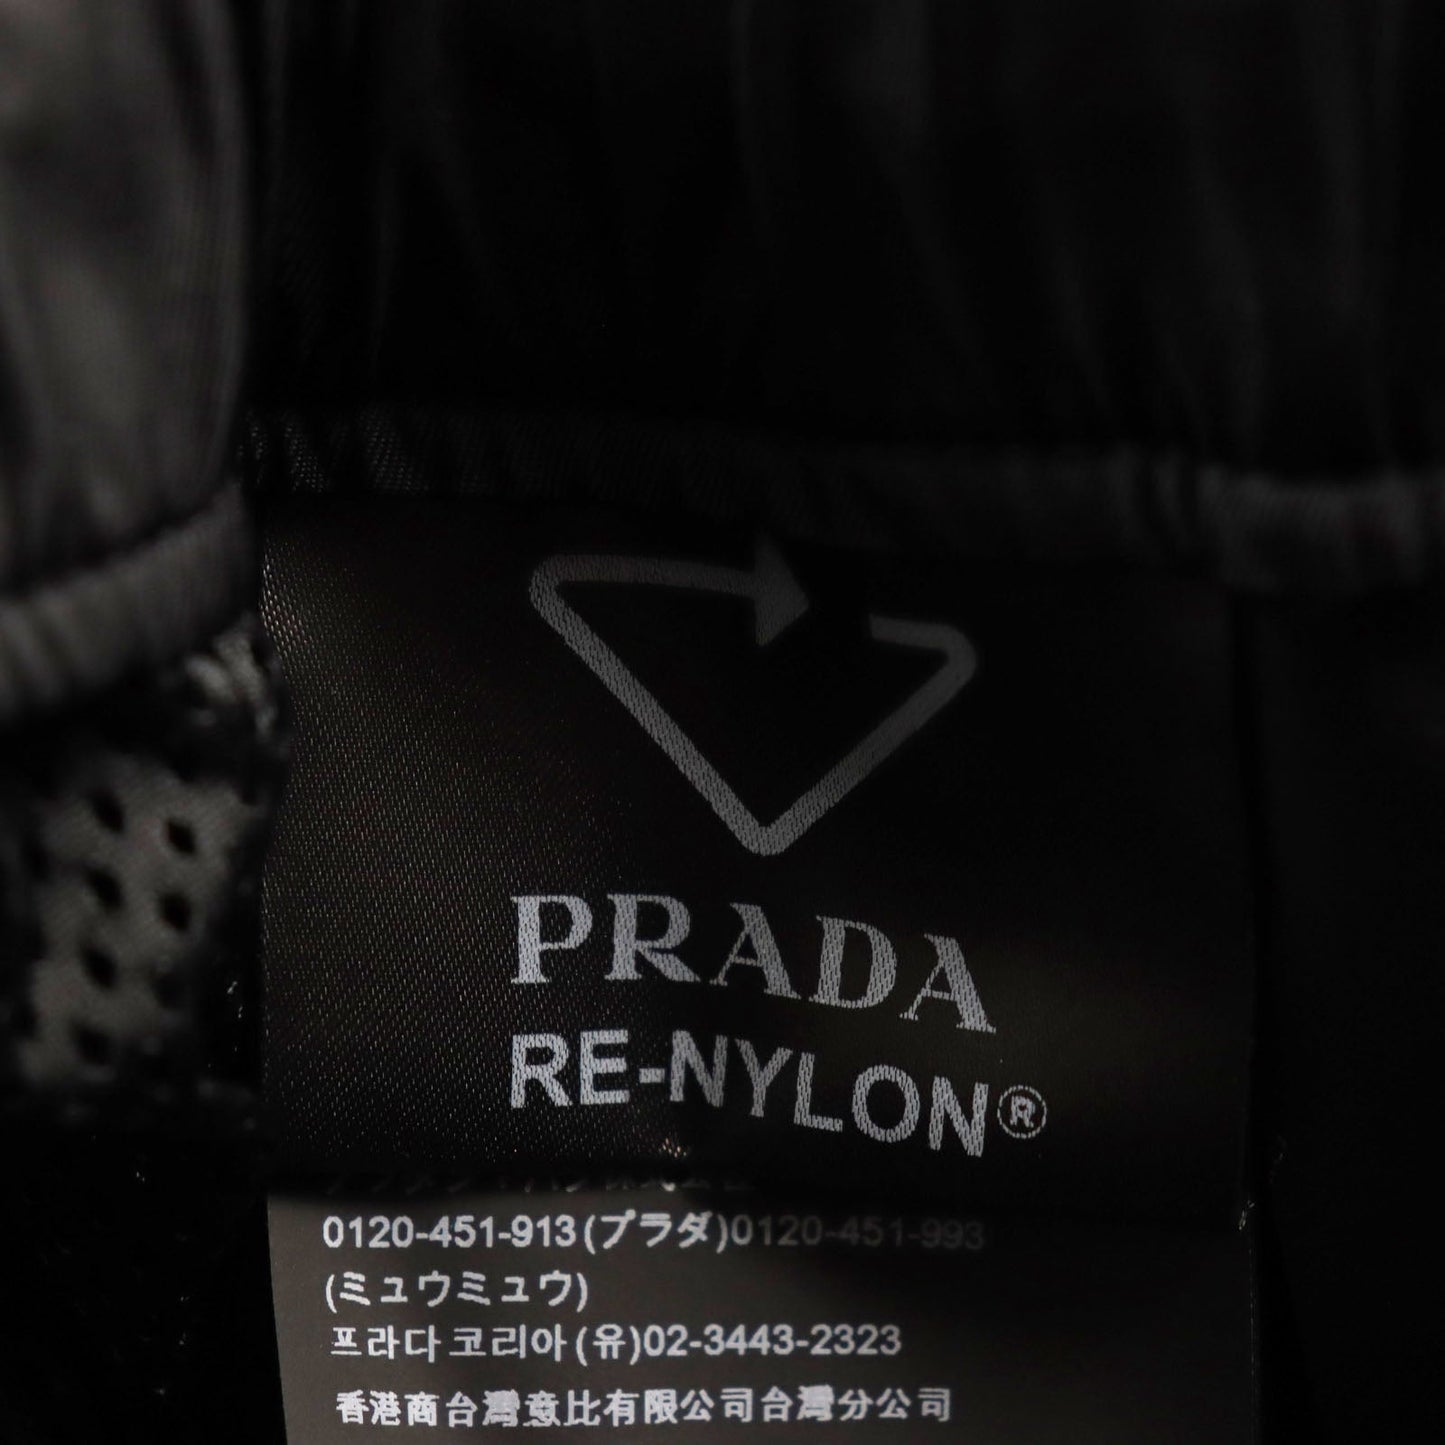 PRADA
RE-NYLON®
0120-451-913(プラダ)0120-451-993
(ミュウミュウ)
프라다 코리아 (유)02-3443-2323
香港商台灣意比有限公司台灣分公司